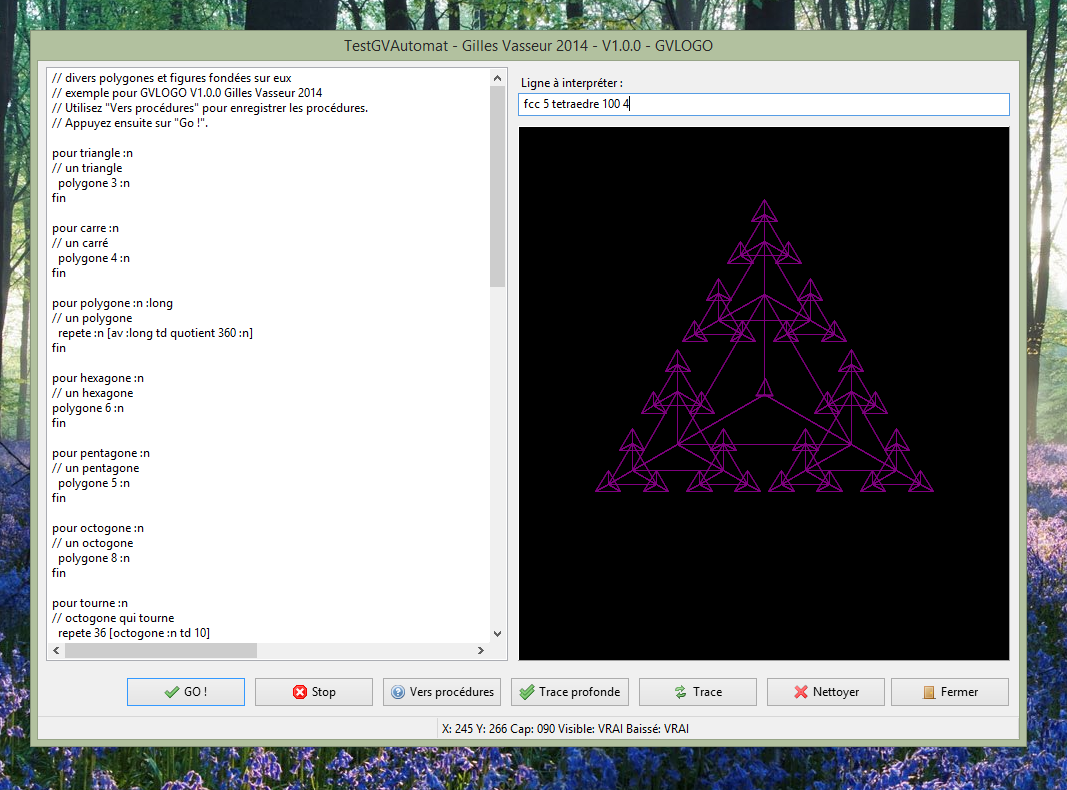 TestGVAutomat - Gilles Vasseur 2014 - V1.0.0 - GVLOGO
// divers polygones et figures fondées sur eux
// exemple pour GVLOGO V1.0.0 Gilles Vasseur 2014
// Utilisez "Vers procédures" pour enregistrer les procédures.
// Appuyez ensuite sur "Go !".
pour triangle :n
// un triangle
polygone 3 :n
fin
pour carre :n
// un carré
polygone 4 :n
fin
pour polygone :n :long
// un polygone
repete :n [av :long td quotient 360 :n]
fin
pour hexagone :n
// un hexagone
polygone 6 :n
fin
pour pentagone :n
// un pentagone
polygone 5 :n
fin
pour octogone :n
// un octogone
polygone 8 :n
fin
pour tourne :n
// octogone qui tourne
repete 36 [octogone :n td 10]
Ligne à interpréter :
fcc 5 tetraedre 100 4
GO !
Stop
Vers procédures
Trace profonde
Trace
Nettoyer
Fermer
X: 245 Y: 266 Cap: 090 Visible: VRAI Baissé: VRAI